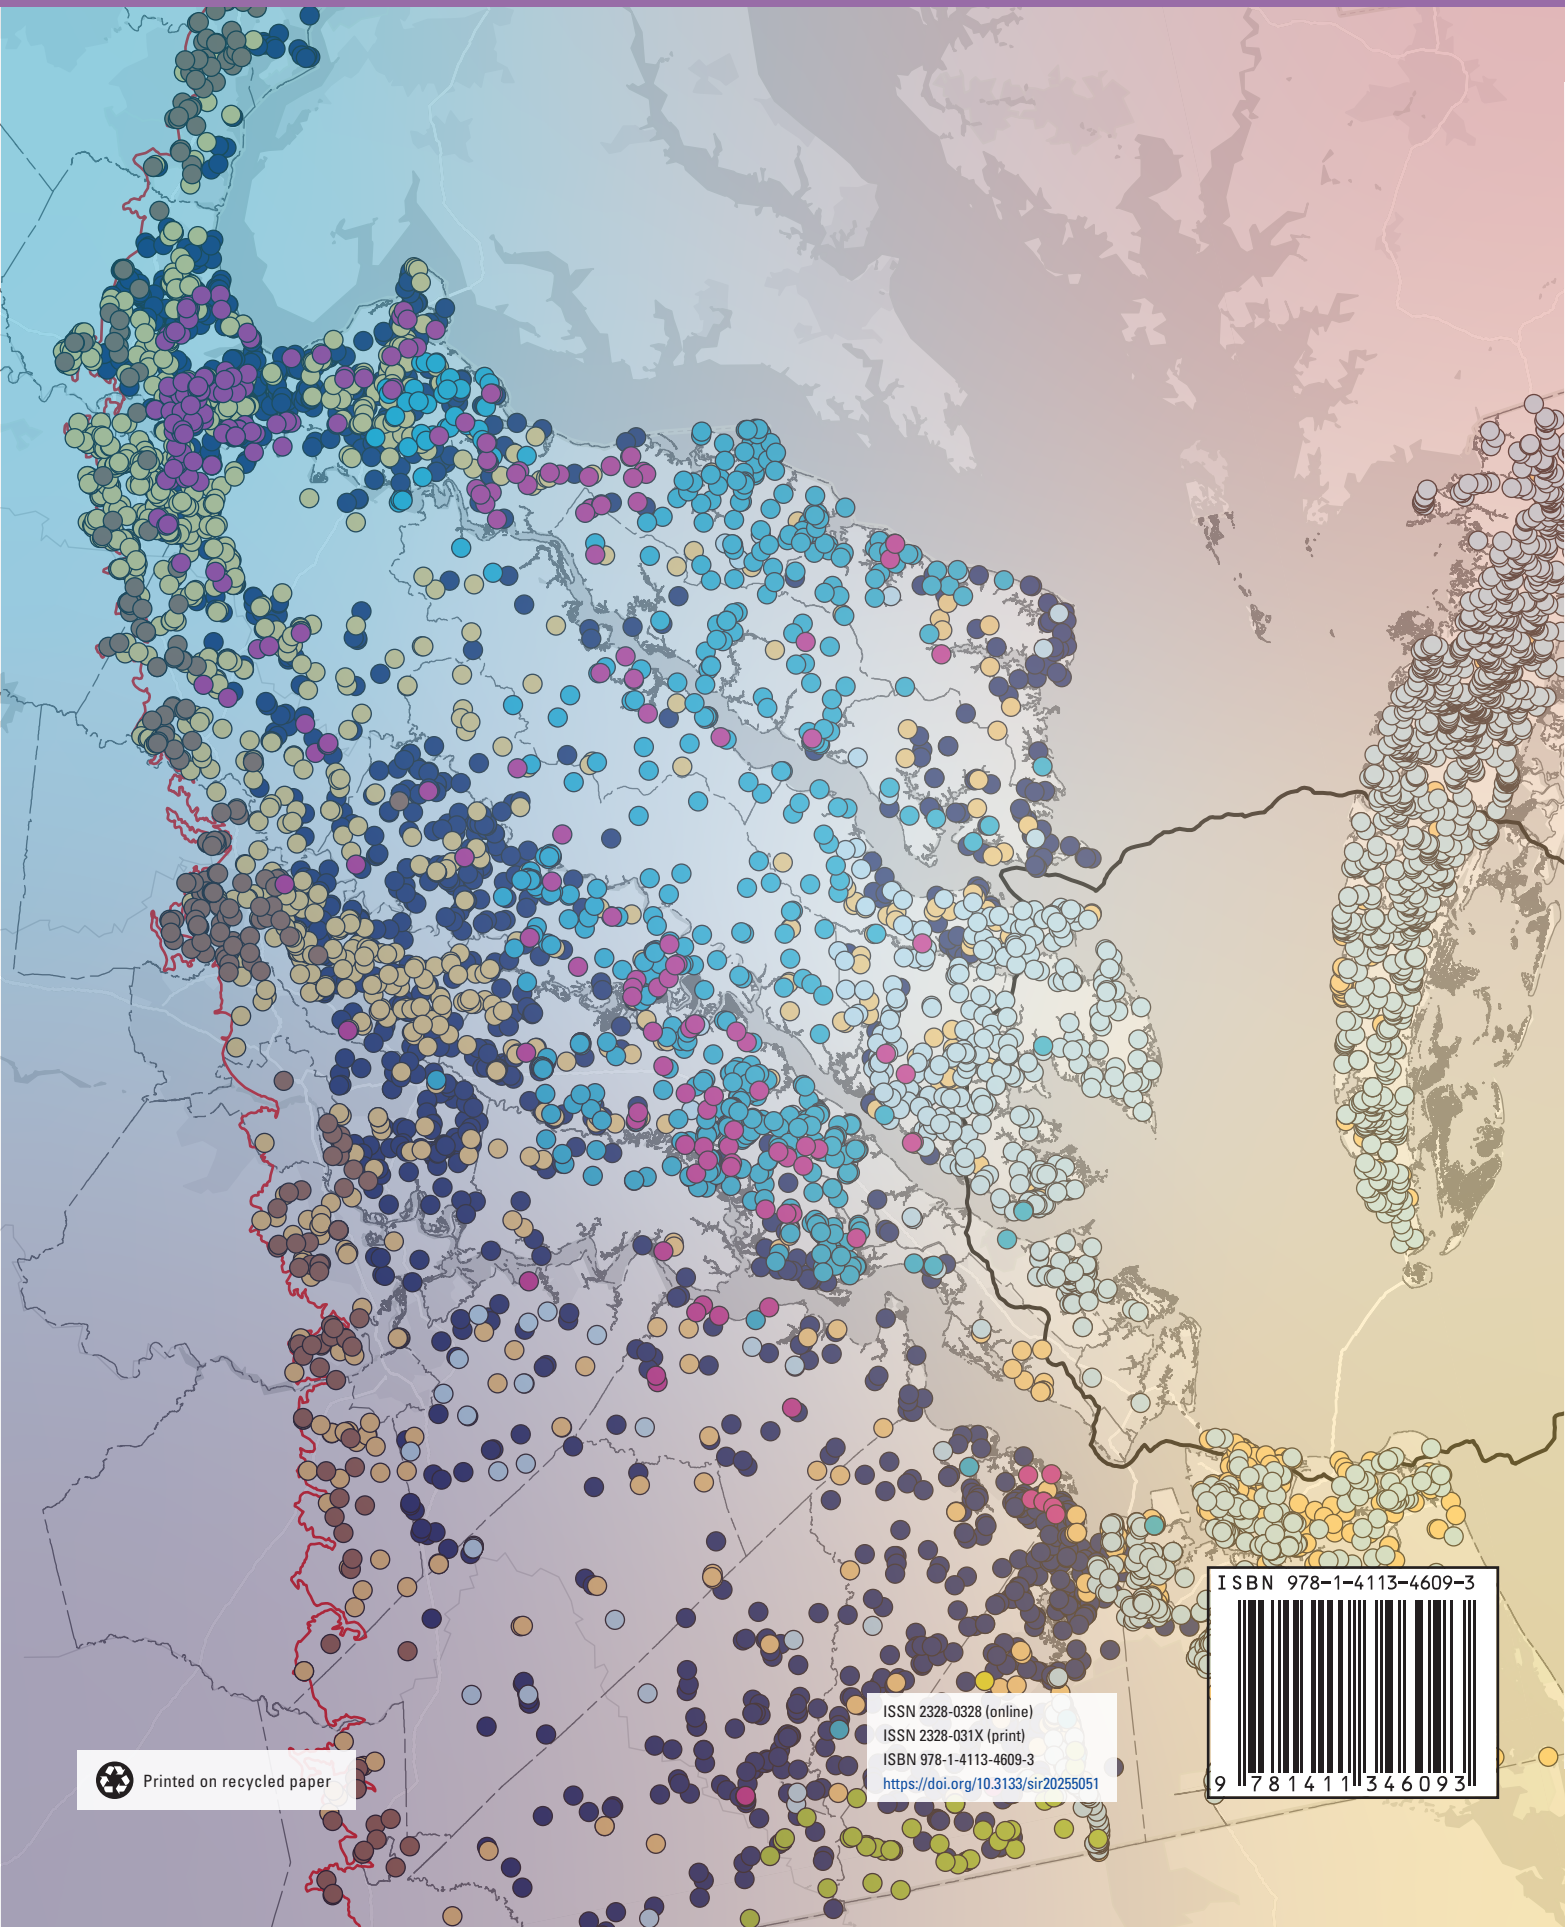 ISBN 978-1-4113-4609-3
ISSN 2328-0328 (online)
ISSN 2328-031X (print)
ISBN 978-1-4113-4609-3
https://doi.org/10.3133/sir20255051
Printed on recycled paper
9 781411 346093